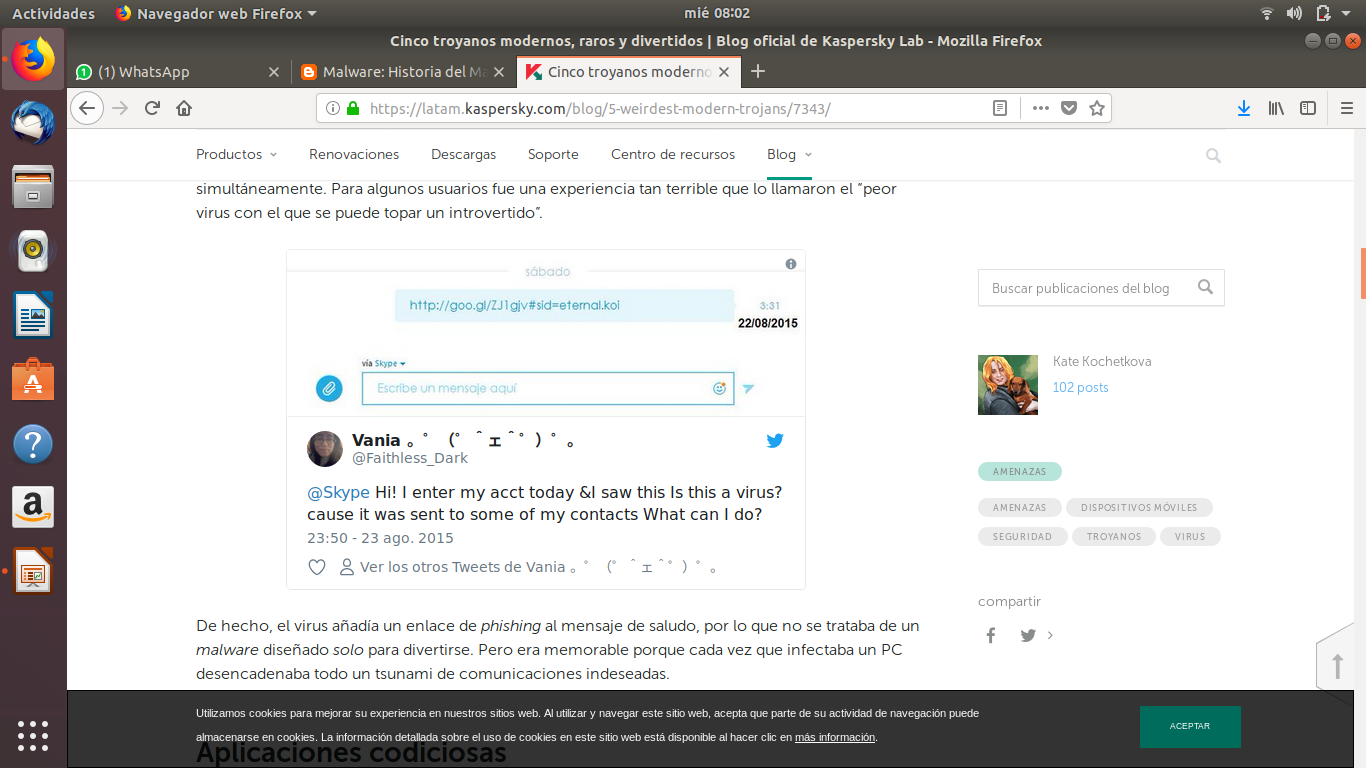 Actividades
Navegador web Firefox
mié 08:02
Cinco troyanos modernos, raros y divertidos | Blog oficial de Kaspersky Lab - Mozilla Firefox
(1) WhatsApp
Malware: Historia del Ma
Cinco troyanos moderno
https://latam.kaspersky.com/blog/5-weirdest-modern-trojans/7343/
Productos
Renovaciones
Descargas
Soporte
Centro de recursos
Blog
simultáneamente. Para algunos usuarios fue una experiencia tan terrible que lo llamaron el “peor
virus con el que se puede topar un introvertido”.
sábado
http://goo.gl/ZJ1gjv#sid=eternal.koi
3:31
22/08/2015
vía Skype
Escribe un mensaje aquí
Vania 。゜（゜＾ェ＾゜）゜。
@Faithless_Dark
@Skype Hi! I enter my acct today &I saw this Is this a virus?
cause it was sent to some of my contacts What can I do?
23:50 - 23 ago. 2015
Ver los otros Tweets de Vania 。゜（゜＾ェ＾゜）゜。
De hecho, el virus añadía un enlace de phishing al mensaje de saludo, por lo que no se trataba de un
malware diseñado solo para divertirse. Pero era memorable porque cada vez que infectaba un PC
desencadenaba todo un tsunami de comunicaciones indeseadas.
Aplicaciones codiciosas
Buscar publicaciones del blog
Kate Kochetkova
102 posts
AMENAZAS
AMENAZAS
DISPOSITIVOS MÓVILES
SEGURIDAD
TROYANOS
VIRUS
compartir
Utilizamos cookies para mejorar su experiencia en nuestros sitios web. Al utilizar y navegar este sitio web, acepta que parte de su actividad de navegación puede
almacenarse en cookies. La información detallada sobre el uso de cookies en este sitio web está disponible al hacer clic en más información.
ACEPTAR